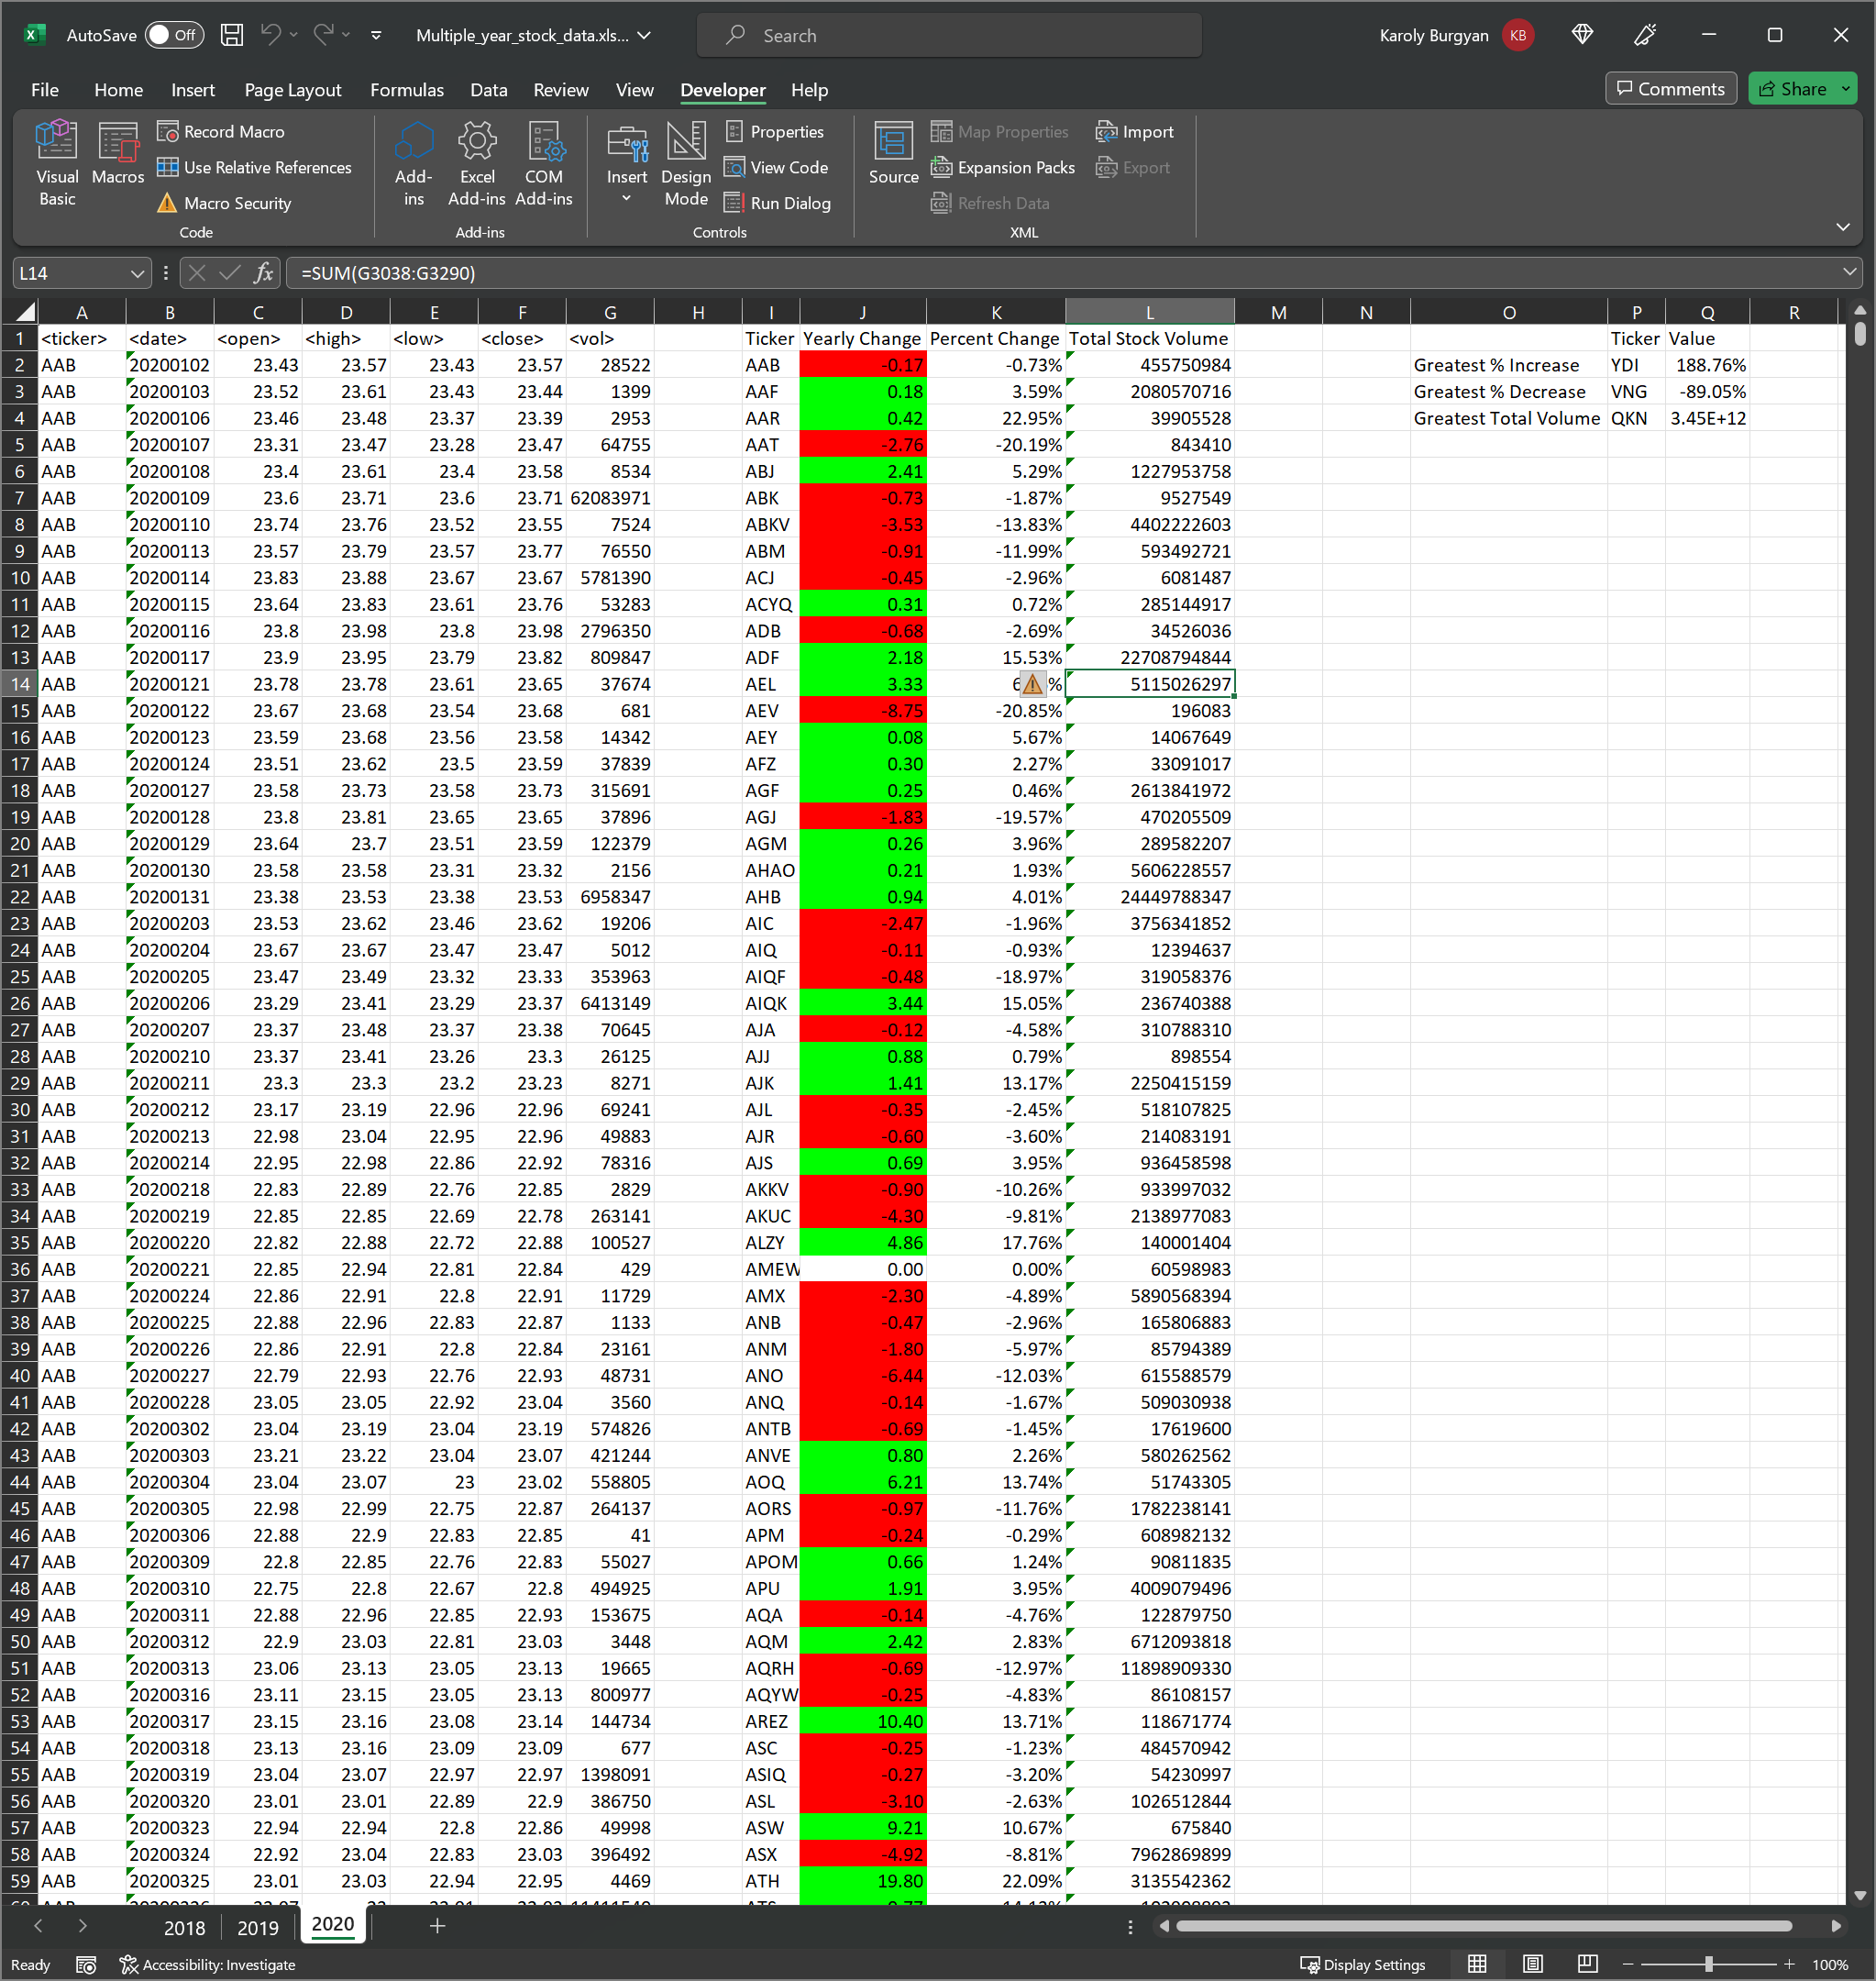 AutoSave Off Multiple_year_stock_data.xls... Search Karoly Burgyan KB
File Home Insert Page Layout Formulas Data Review View Developer Help Comments Share
Visual Basic Macros Record Macro Use Relative References Macro Security Code
Add-ins Excel Add-ins COM Add-ins Add-ins
Insert Design Mode Properties View Code Run Dialog Controls
Source Map Properties Expansion Packs Refresh Data Import Export XML
L14 fx =SUM(G3038:G3290)
A B C D E F G H I J K L M N O P Q R
1 <ticker> <date> <open> <high> <low> <close> <vol> Ticker Yearly Change Percent Change Total Stock Volume Ticker Value
2 AAB 20200102 23.43 23.57 23.43 23.57 28522 AAB -0.17 -0.73% 455750984 Greatest % Increase YDI 188.76%
3 AAB 20200103 23.52 23.61 23.43 23.44 1399 AAF 0.18 3.59% 2080570716 Greatest % Decrease VNG -89.05%
4 AAB 20200106 23.46 23.48 23.37 23.39 2953 AAR 0.42 22.95% 39905528 Greatest Total Volume QKN 3.45E+12
5 AAB 20200107 23.31 23.47 23.28 23.47 64755 AAT -2.76 -20.19% 843410
6 AAB 20200108 23.4 23.61 23.4 23.58 8534 ABJ 2.41 5.29% 1227953758
7 AAB 20200109 23.6 23.71 23.6 23.71 62083971 ABK -0.73 -1.87% 9527549
8 AAB 20200110 23.74 23.76 23.52 23.55 7524 ABKV -3.53 -13.83% 4402222603
9 AAB 20200113 23.57 23.79 23.57 23.77 76550 ABM -0.91 -11.99% 593492721
10 AAB 20200114 23.83 23.88 23.67 23.67 5781390 ACJ -0.45 -2.96% 6081487
11 AAB 20200115 23.64 23.83 23.61 23.76 53283 ACYQ 0.31 0.72% 285144917
12 AAB 20200116 23.8 23.98 23.8 23.98 2796350 ADB -0.68 -2.69% 34526036
13 AAB 20200117 23.9 23.95 23.79 23.82 809847 ADF 2.18 15.53% 22708794844
14 AAB 20200121 23.78 23.78 23.61 23.65 37674 AEL 3.33 5115026297
15 AAB 20200122 23.67 23.68 23.54 23.68 681 AEV -8.75 -20.85% 196083
16 AAB 20200123 23.59 23.68 23.56 23.58 14342 AEY 0.08 5.67% 14067649
17 AAB 20200124 23.51 23.62 23.5 23.59 37839 AFZ 0.30 2.27% 33091017
18 AAB 20200127 23.58 23.73 23.58 23.73 315691 AGF 0.25 0.46% 2613841972
19 AAB 20200128 23.8 23.81 23.65 23.65 37896 AGJ -1.83 -19.57% 470205509
20 AAB 20200129 23.64 23.7 23.51 23.59 122379 AGM 0.26 3.96% 289582207
21 AAB 20200130 23.58 23.58 23.31 23.32 2156 AHAO 0.21 1.93% 5606228557
22 AAB 20200131 23.38 23.53 23.38 23.53 6958347 AHB 0.94 4.01% 24449788347
23 AAB 20200203 23.53 23.62 23.46 23.62 19206 AIC -2.47 -1.96% 3756341852
24 AAB 20200204 23.67 23.67 23.47 23.47 5012 AIQ -0.11 -0.93% 12394637
25 AAB 20200205 23.47 23.49 23.32 23.33 353963 AIQF -0.48 -18.97% 319058376
26 AAB 20200206 23.29 23.41 23.29 23.37 6413149 AIQK 3.44 15.05% 236740388
27 AAB 20200207 23.37 23.48 23.37 23.38 70645 AJA -0.12 -4.58% 310788310
28 AAB 20200210 23.37 23.41 23.26 23.3 26125 AJJ 0.88 0.79% 898554
29 AAB 20200211 23.3 23.3 23.2 23.23 8271 AJK 1.41 13.17% 2250415159
30 AAB 20200212 23.17 23.19 22.96 22.96 69241 AJL -0.35 -2.45% 518107825
31 AAB 20200213 22.98 23.04 22.95 22.96 49883 AJR -0.60 -3.60% 214083191
32 AAB 20200214 22.95 22.98 22.86 22.92 78316 AJS 0.69 3.95% 936458598
33 AAB 20200218 22.83 22.89 22.76 22.85 2829 AKKV -0.90 -10.26% 933997032
34 AAB 20200219 22.85 22.85 22.69 22.78 263141 AKUC -4.30 -9.81% 2138977083
35 AAB 20200220 22.82 22.88 22.72 22.88 100527 ALZY 4.86 17.76% 140001404
36 AAB 20200221 22.85 22.94 22.81 22.84 429 AMEW 0.00 0.00% 60598983
37 AAB 20200224 22.86 22.91 22.8 22.91 11729 AMX -2.30 -4.89% 5890568394
38 AAB 20200225 22.88 22.96 22.83 22.87 1133 ANB -0.47 -2.96% 165806883
39 AAB 20200226 22.86 22.91 22.8 22.84 23161 ANM -1.80 -5.97% 85794389
40 AAB 20200227 22.79 22.93 22.76 22.93 48731 ANO -6.44 -12.03% 615588579
41 AAB 20200228 23.05 23.05 22.92 23.04 3560 ANQ -0.14 -1.67% 509030938
42 AAB 20200302 23.04 23.19 23.04 23.19 574826 ANTB -0.69 -1.45% 17619600
43 AAB 20200303 23.21 23.22 23.04 23.07 421244 ANVE 0.80 2.26% 580262562
44 AAB 20200304 23.04 23.07 23 23.02 558805 AOQ 6.21 13.74% 51743305
45 AAB 20200305 22.98 22.99 22.75 22.87 264137 AORS -0.97 -11.76% 1782238141
46 AAB 20200306 22.88 22.9 22.83 22.85 41 APM -0.24 -0.29% 608982132
47 AAB 20200309 22.8 22.85 22.76 22.83 55027 APOM 0.66 1.24% 90811835
48 AAB 20200310 22.75 22.8 22.67 22.8 494925 APU 1.91 3.95% 4009079496
49 AAB 20200311 22.88 22.96 22.85 22.93 153675 AQA -0.14 -4.76% 122879750
50 AAB 20200312 22.9 23.03 22.81 23.03 3448 AQM 2.42 2.83% 6712093818
51 AAB 20200313 23.06 23.13 23.05 23.13 19665 AQRH -0.69 -12.97% 11898909330
52 AAB 20200316 23.11 23.15 23.05 23.13 800977 AQYW -0.25 -4.83% 86108157
53 AAB 20200317 23.15 23.16 23.08 23.14 144734 AREZ 10.40 13.71% 118671774
54 AAB 20200318 23.13 23.16 23.09 23.09 677 ASC -0.25 -1.23% 484570942
55 AAB 20200319 23.04 23.07 22.97 22.97 1398091 ASIQ -0.27 -3.20% 54230997
56 AAB 20200320 23.01 23.01 22.89 22.9 386750 ASL -3.10 -2.63% 1026512844
57 AAB 20200323 22.94 22.94 22.8 22.86 49998 ASW 9.21 10.67% 675840
58 AAB 20200324 22.92 23.04 22.83 23.03 396492 ASX -4.92 -8.81% 7962869899
59 AAB 20200325 23.01 23.03 22.94 22.95 4469 ATH 19.80 22.09% 3135542362
2018 2019 2020
Ready Accessibility: Investigate Display Settings 100%